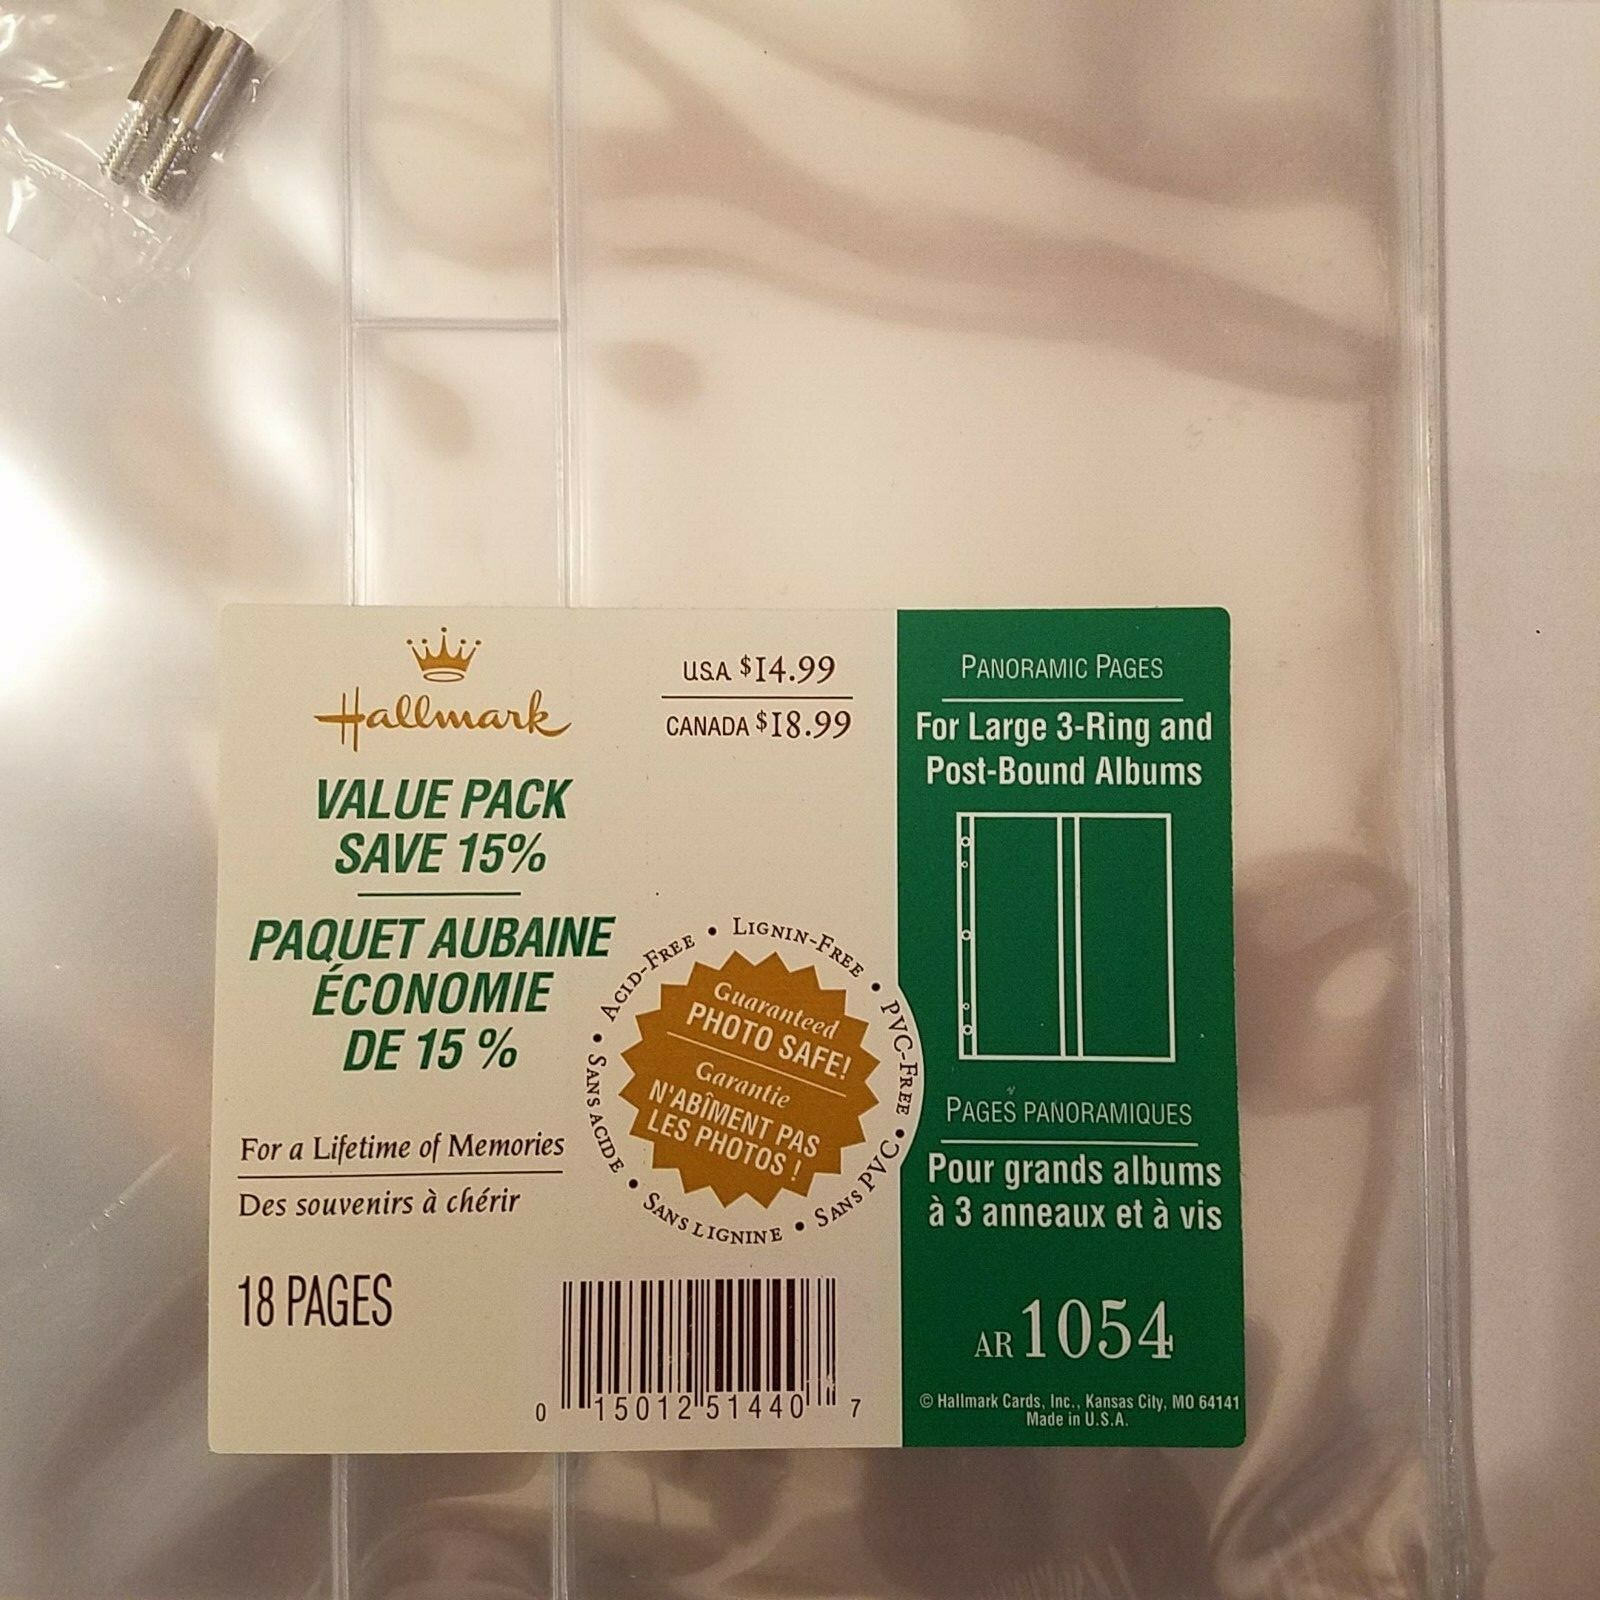 Hallmark
USA $14.99
CANADA $18.99
VALUE PACK
SAVE 15%
PAQUET AUBAINE
ÉCONOMIE
DE 15 %
For a Lifetime of Memories
Des souvenirs à chérir
18 PAGES
ACID-FREE • LIGNIN-FREE • PVC-FREE •
SANS ACIDE • SANS LIGNINE • SANS PVC •
Guaranteed
PHOTO SAFE!
Garantie
N'ABÎMENT PAS
LES PHOTOS !
0 15012 51440 7
PANORAMIC PAGES
For Large 3-Ring and
Post-Bound Albums
PAGES PANORAMIQUES
Pour grands albums
à 3 anneaux et à vis
AR 1054
© Hallmark Cards, Inc., Kansas City, MO 64141
Made in U.S.A.